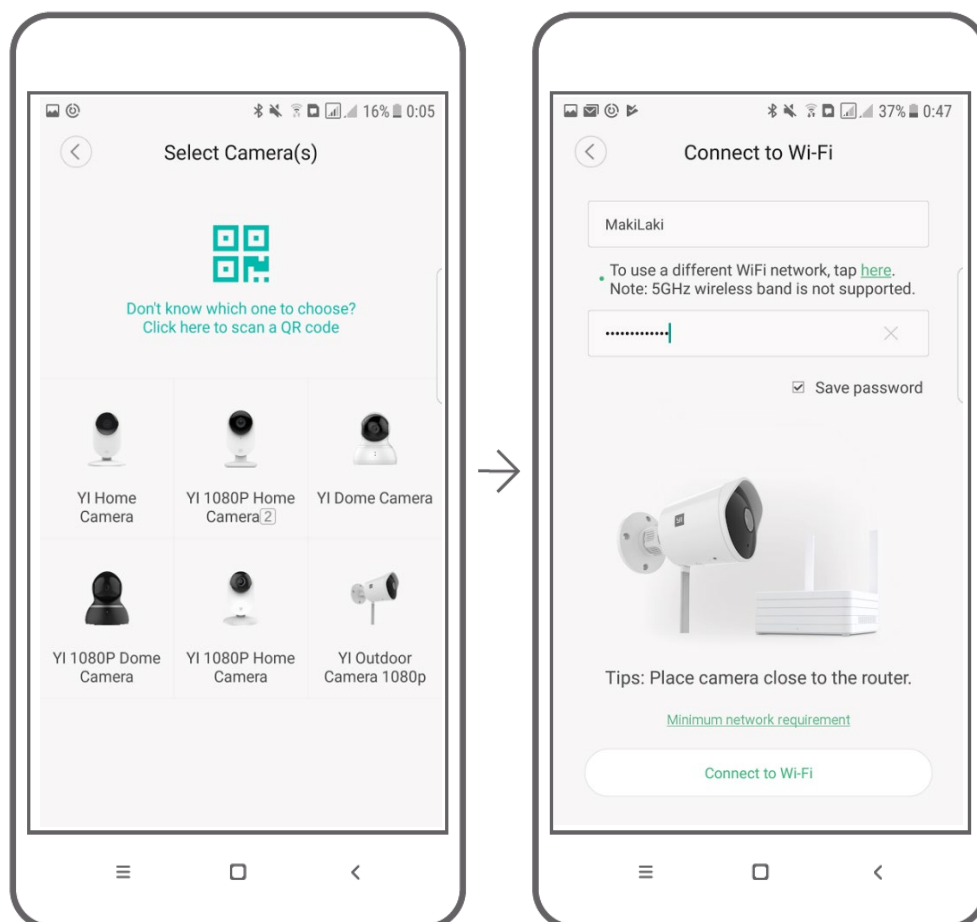 16% 0:05
Select Camera(s)
Don't know which one to choose?
Click here to scan a QR code
YI Home
Camera
YI 1080P Home
Camera 2
YI Dome Camera
YI 1080P Dome
Camera
YI 1080P Home
Camera
YI Outdoor
Camera 1080p
37% 0:47
Connect to Wi-Fi
MakiLaki
To use a different WiFi network, tap here.
Note: 5GHz wireless band is not supported.
•••••••••••••
Save password
Tips: Place camera close to the router.
Minimum network requirement
Connect to Wi-Fi